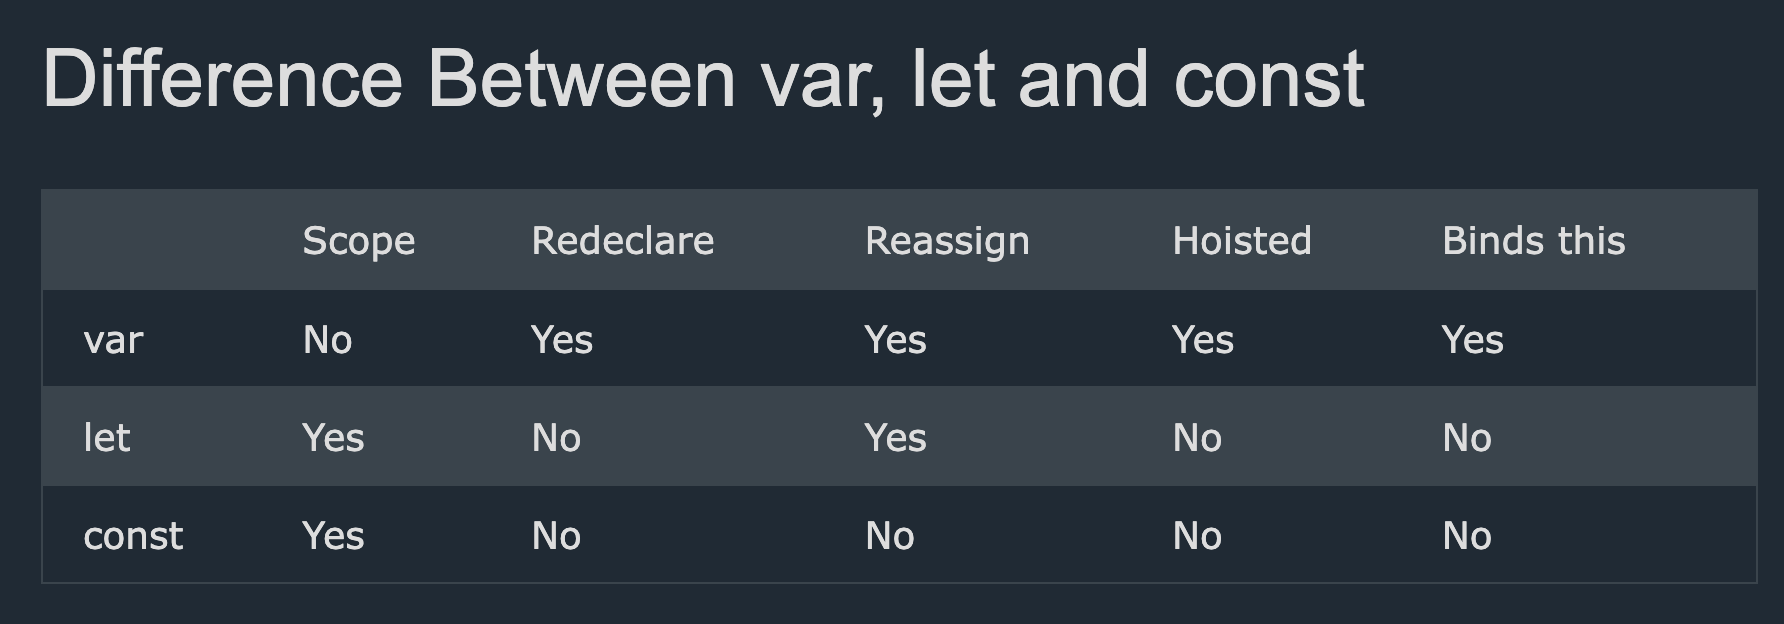 Difference Between var, let and const
Scope Redeclare Reassign Hoisted Binds this
var No Yes Yes Yes Yes
let Yes No Yes No No
const Yes No No No No